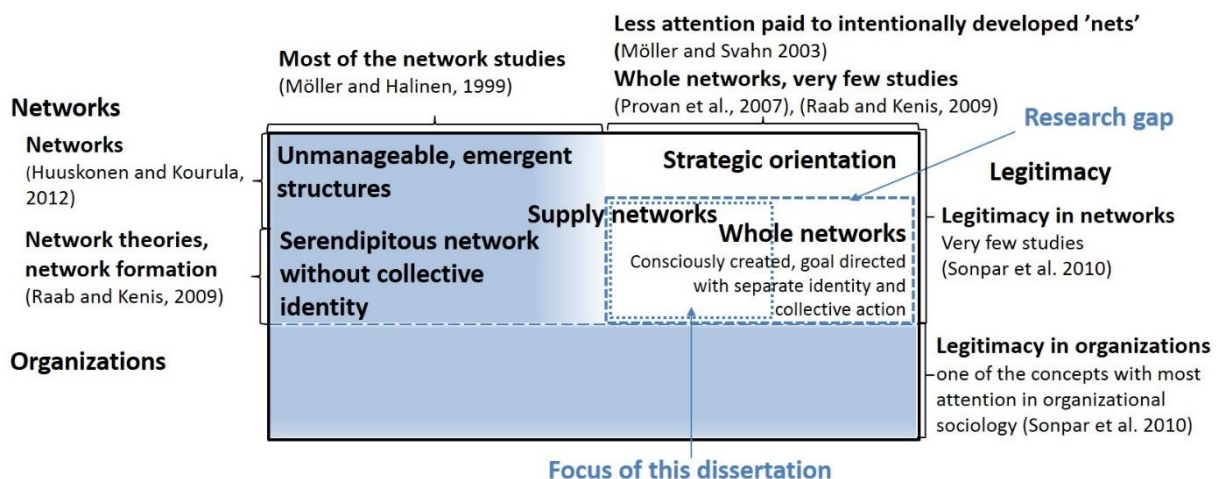 Less attention paid to intentionally developed ’nets’
(Möller and Svahn 2003)
Most of the network studies
(Möller and Halinen, 1999)
Whole networks, very few studies
(Provan et al., 2007), (Raab and Kenis, 2009)
Research gap
Networks
Networks
(Huuskonen and Kourula,
2012)
Network theories,
network formation
(Raab and Kenis, 2009)
Organizations
Unmanageable, emergent
structures
Serendipitous network
without collective
identity
Strategic orientation
Supply networks
Whole networks
Consciously created, goal directed
with separate identity and
collective action
Legitimacy
Legitimacy in networks
Very few studies
(Sonpar et al. 2010)
Legitimacy in organizations
one of the concepts with most
attention in organizational
sociology (Sonpar et al. 2010)
Focus of this dissertation